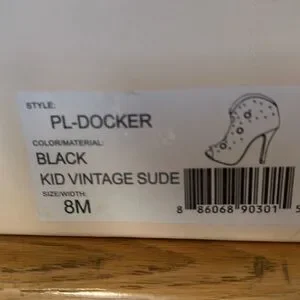 STYLE:
PL-DOCKER
COLOR/MATERIAL:
BLACK
KID VINTAGE SUDE
SIZE/WIDTH:
8M
8 86068 90301 5